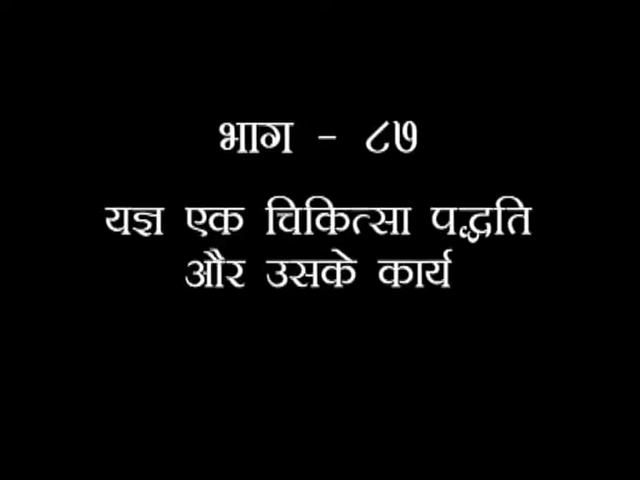 भाग - ८७
यज्ञ एक चिकित्सा पद्धति
और उसके कार्य